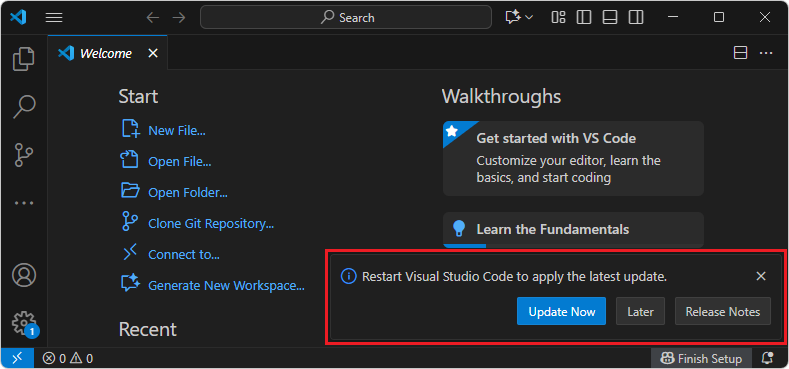 Search
Welcome
Start
New File...
Open File...
Open Folder...
Clone Git Repository...
Connect to...
Generate New Workspace...
Recent
Walkthroughs
Get started with VS Code
Customize your editor, learn the
basics, and start coding
Learn the Fundamentals
Restart Visual Studio Code to apply the latest update.
Update Now
Later
Release Notes
1
0
0
Finish Setup